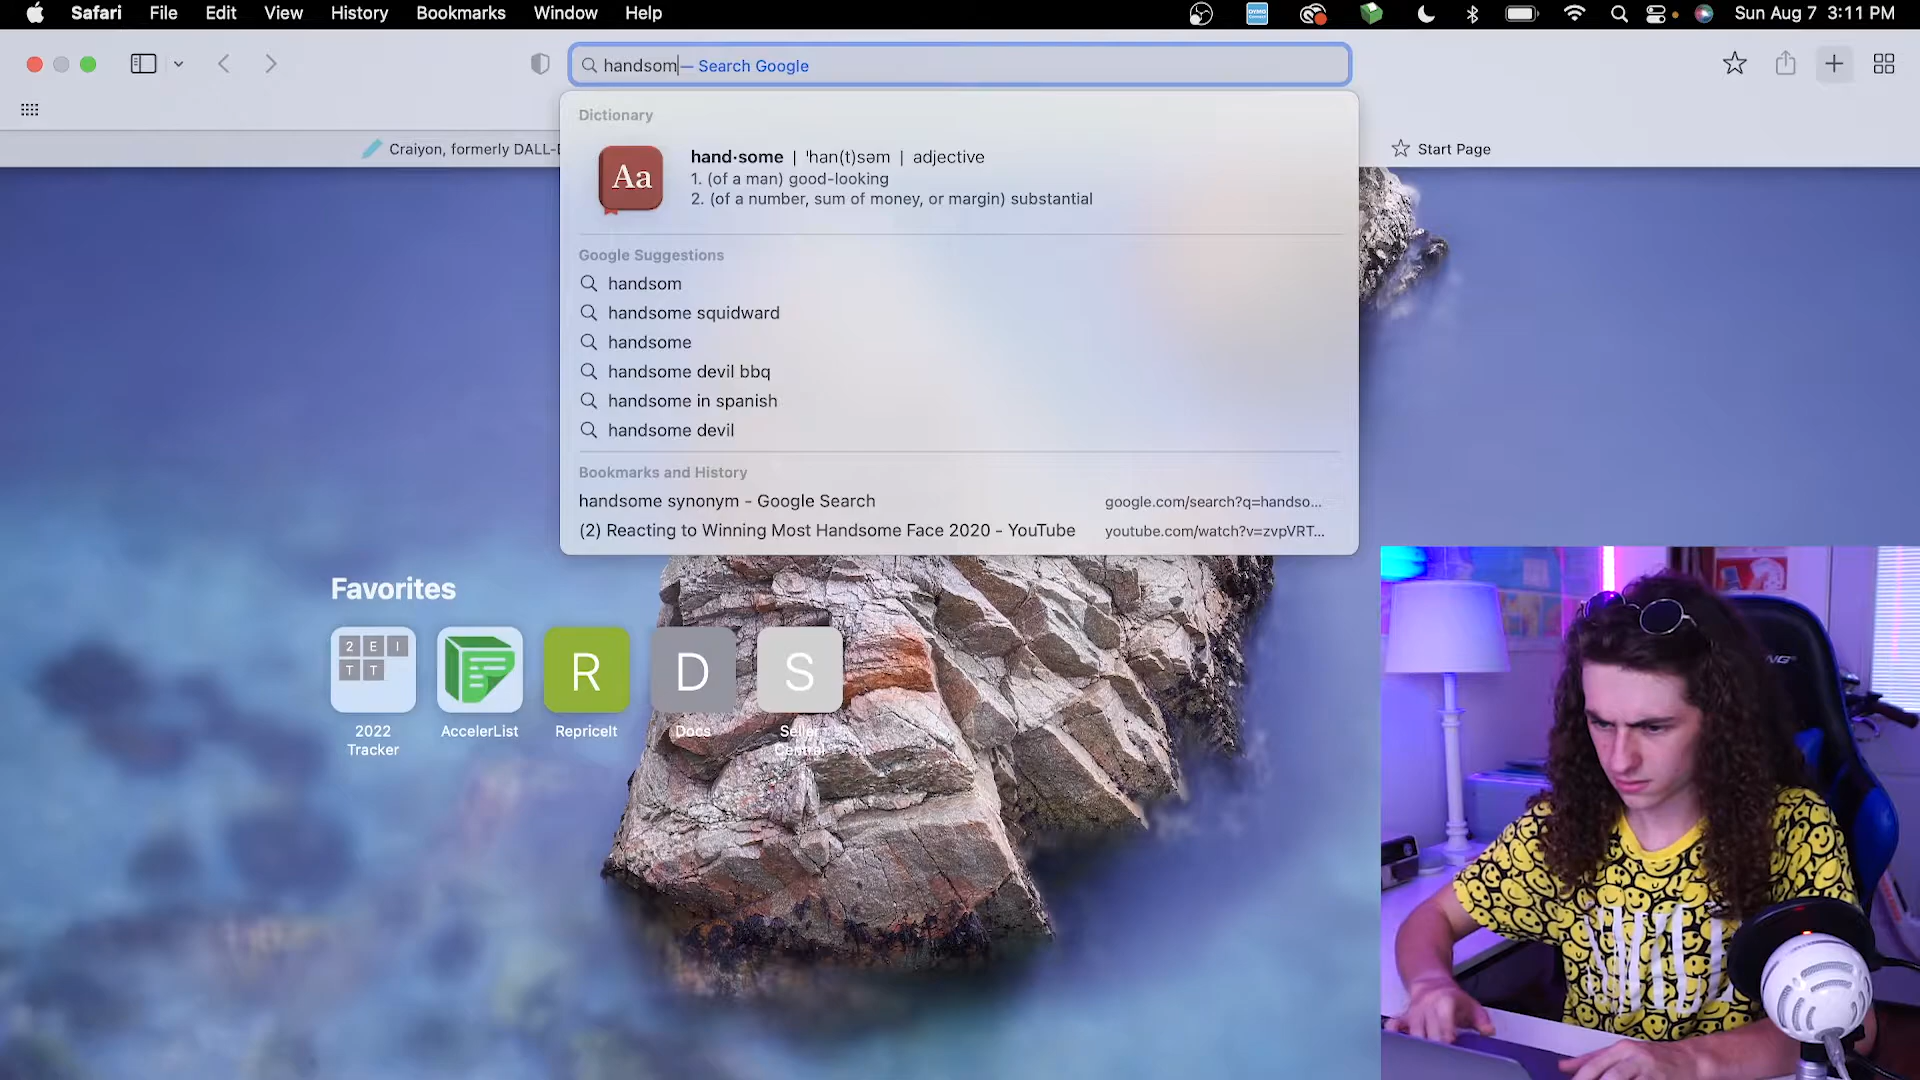 Safari File Edit View History Bookmarks Window Help
Sun Aug 7 3:11 PM
handsom — Search Google
Craiyon, formerly DALL-E
Start Page
Dictionary
Aa
hand·some | ˈhan(t)səm | adjective
1. (of a man) good-looking
2. (of a number, sum of money, or margin) substantial
Google Suggestions
handsom
handsome squidward
handsome
handsome devil bbq
handsome in spanish
handsome devil
Bookmarks and History
handsome synonym – Google Search google.com/search?q=handso...
(2) Reacting to Winning Most Handsome Face 2020 – YouTube youtube.com/watch?v=zvpVRT...
Favorites
2 E I
T T
R
D
S
2022
Tracker
AccelerList
RepriceIt
Docs
Seller
Central